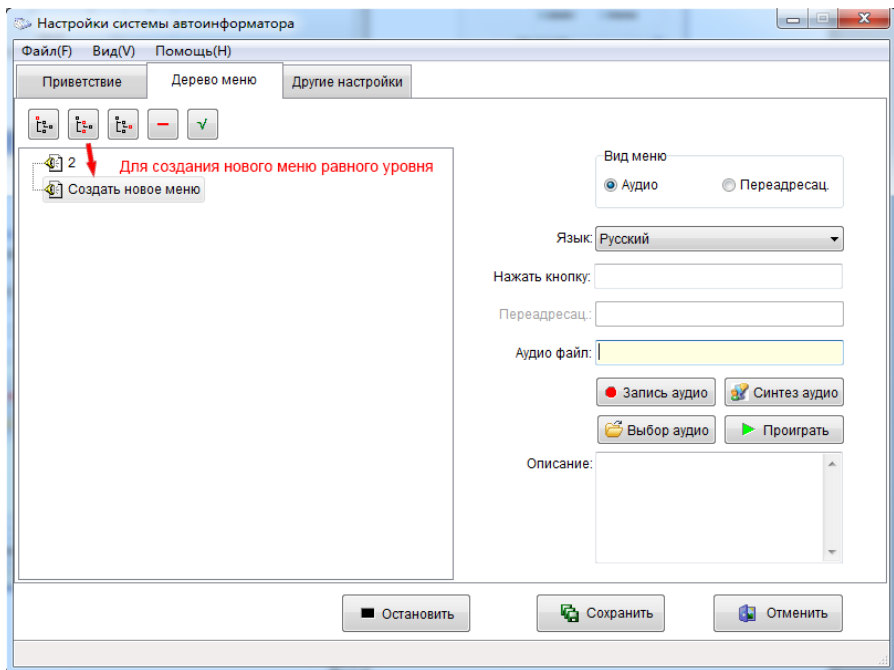 Настройки системы автоинформатора
Файл(F) Вид(V) Помощь(H)
Приветствие Дерево меню Другие настройки
2
Для создания нового меню равного уровня
Создать новое меню
Вид меню
Аудио Переадресац.
Язык: Русский
Нажать кнопку:
Переадресац.:
Аудио файл:
Запись аудио Синтез аудио
Выбор аудио Проиграть
Описание:
Остановить Сохранить Отменить